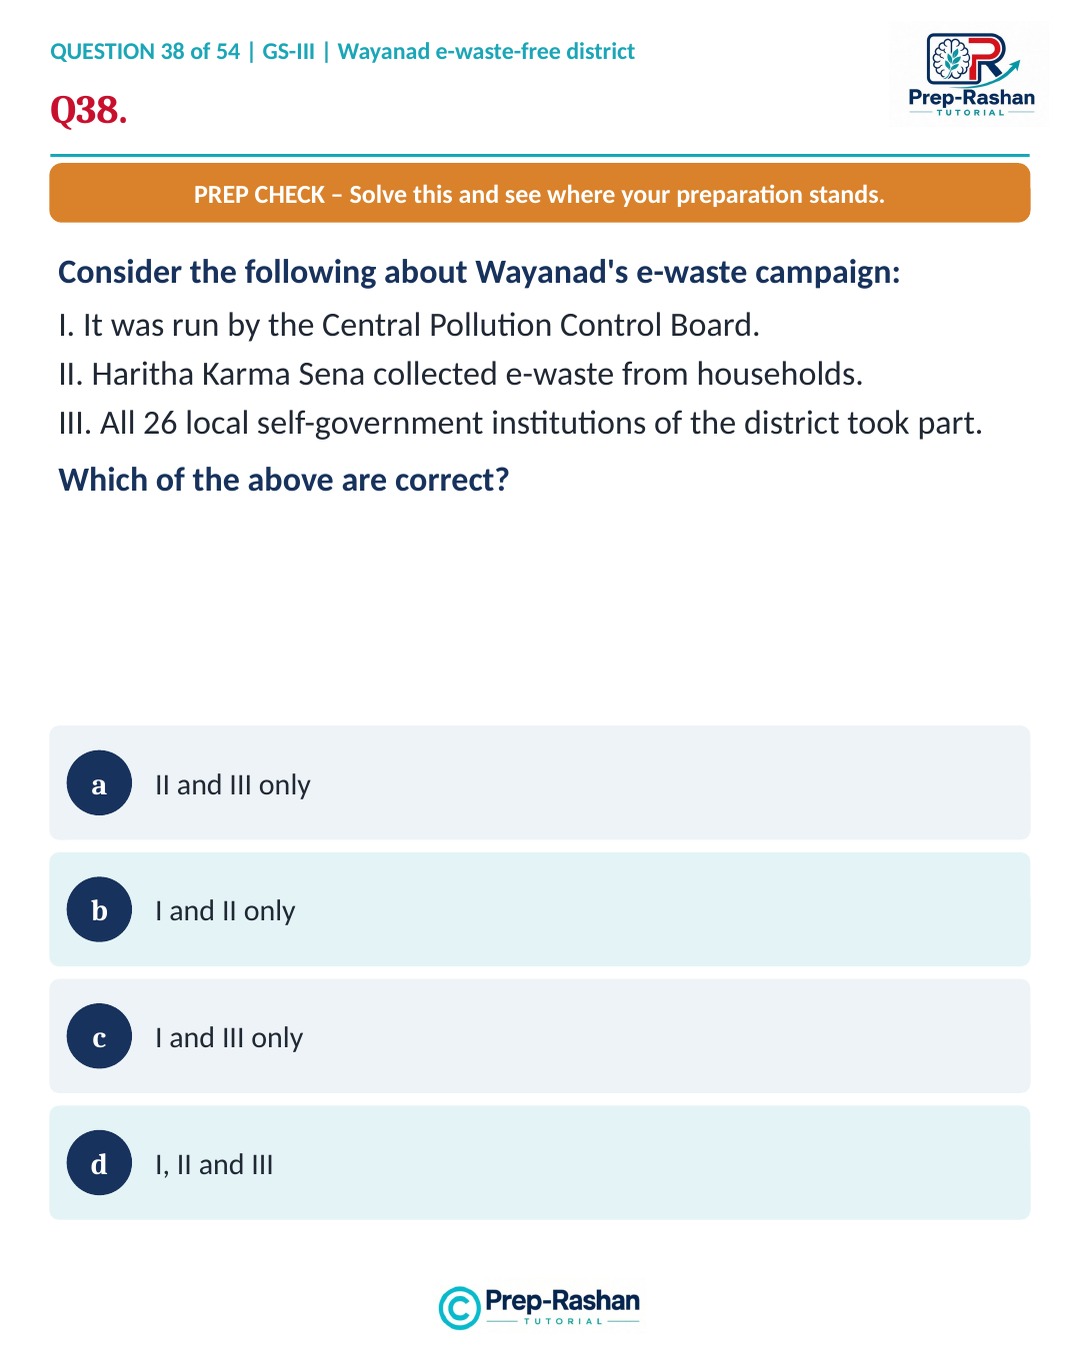 QUESTION 38 of 54 | GS-III | Wayanad e-waste-free district
Q38.
Prep-Rashan
TUTORIAL
PREP CHECK – Solve this and see where your preparation stands.
Consider the following about Wayanad's e-waste campaign:
I. It was run by the Central Pollution Control Board.
II. Haritha Karma Sena collected e-waste from households.
III. All 26 local self-government institutions of the district took part.
Which of the above are correct?
a II and III only
b I and II only
c I and III only
d I, II and III
© Prep-Rashan
TUTORIAL